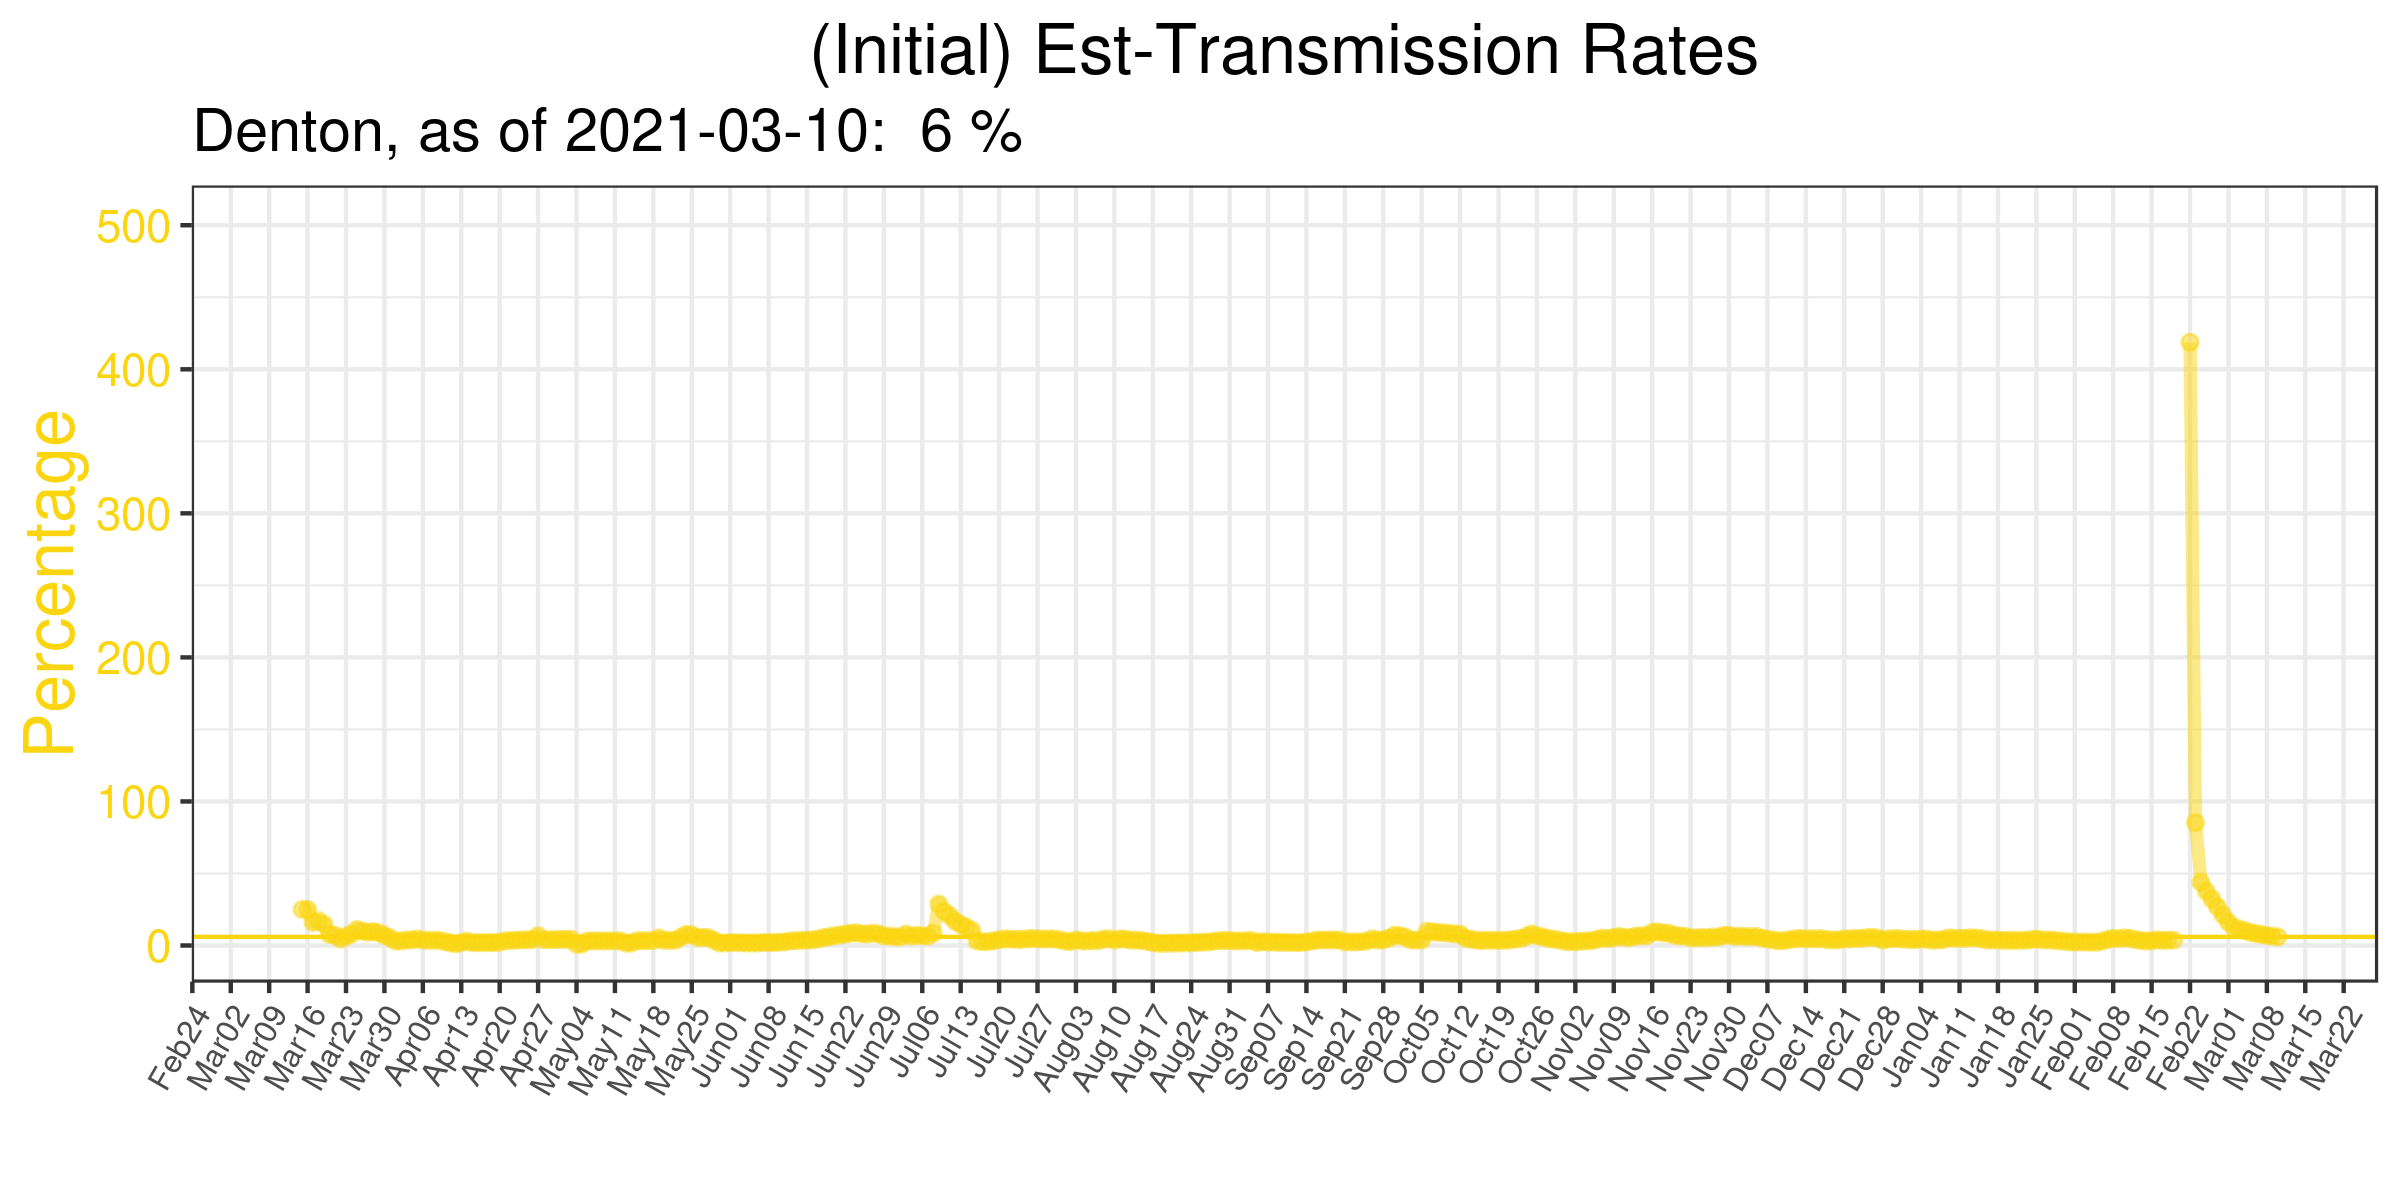 (Initial) Est-Transmission Rates
Denton, as of 2021-03-10:  6 %
Percentage
500
400
300
200
100
0
Feb24
Mar02
Mar09
Mar16
Mar23
Mar30
Apr06
Apr13
Apr20
Apr27
May04
May11
May18
May25
Jun01
Jun08
Jun15
Jun22
Jun29
Jul06
Jul13
Jul20
Jul27
Aug03
Aug10
Aug17
Aug24
Aug31
Sep07
Sep14
Sep21
Sep28
Oct05
Oct12
Oct19
Oct26
Nov02
Nov09
Nov16
Nov23
Nov30
Dec07
Dec14
Dec21
Dec28
Jan04
Jan11
Jan18
Jan25
Feb01
Feb08
Feb15
Feb22
Mar01
Mar08
Mar15
Mar22